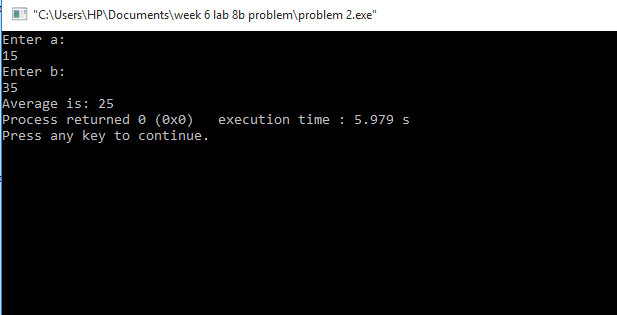 "C:\Users\HP\Documents\week 6 lab 8b problem\problem 2.exe"
Enter a:
15
Enter b:
35
Average is: 25
Process returned 0 (0x0)   execution time : 5.979 s
Press any key to continue.